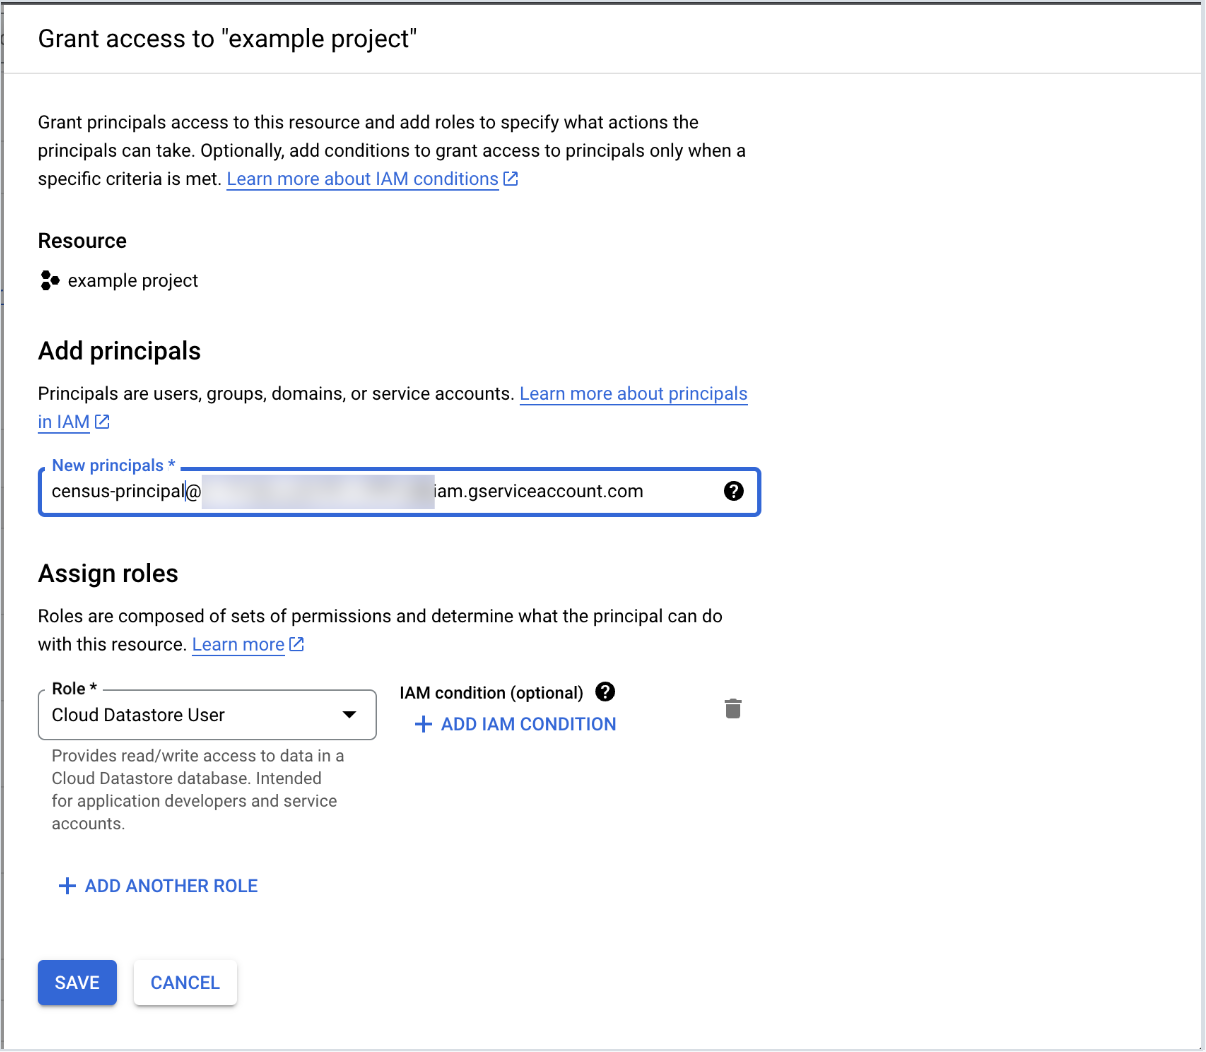 Grant access to "example project"
Grant principals access to this resource and add roles to specify what actions the
principals can take. Optionally, add conditions to grant access to principals only when a
specific criteria is met. Learn more about IAM conditions
Resource
example project
Add principals
Principals are users, groups, domains, or service accounts. Learn more about principals
in IAM
New principals *
census-principal@ iam.gserviceaccount.com
Assign roles
Roles are composed of sets of permissions and determine what the principal can do
with this resource. Learn more
Role * IAM condition (optional)
Cloud Datastore User + ADD IAM CONDITION
Provides read/write access to data in a
Cloud Datastore database. Intended
for application developers and service
accounts.
+ ADD ANOTHER ROLE
SAVE CANCEL